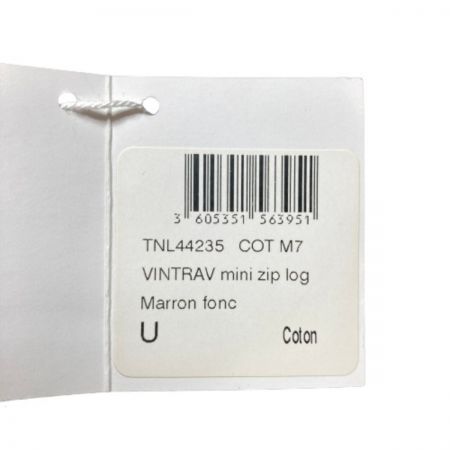 3 605351 563951
TNL44235 COT M7
VINTRAV mini zip log
Marron fonc
U Coton